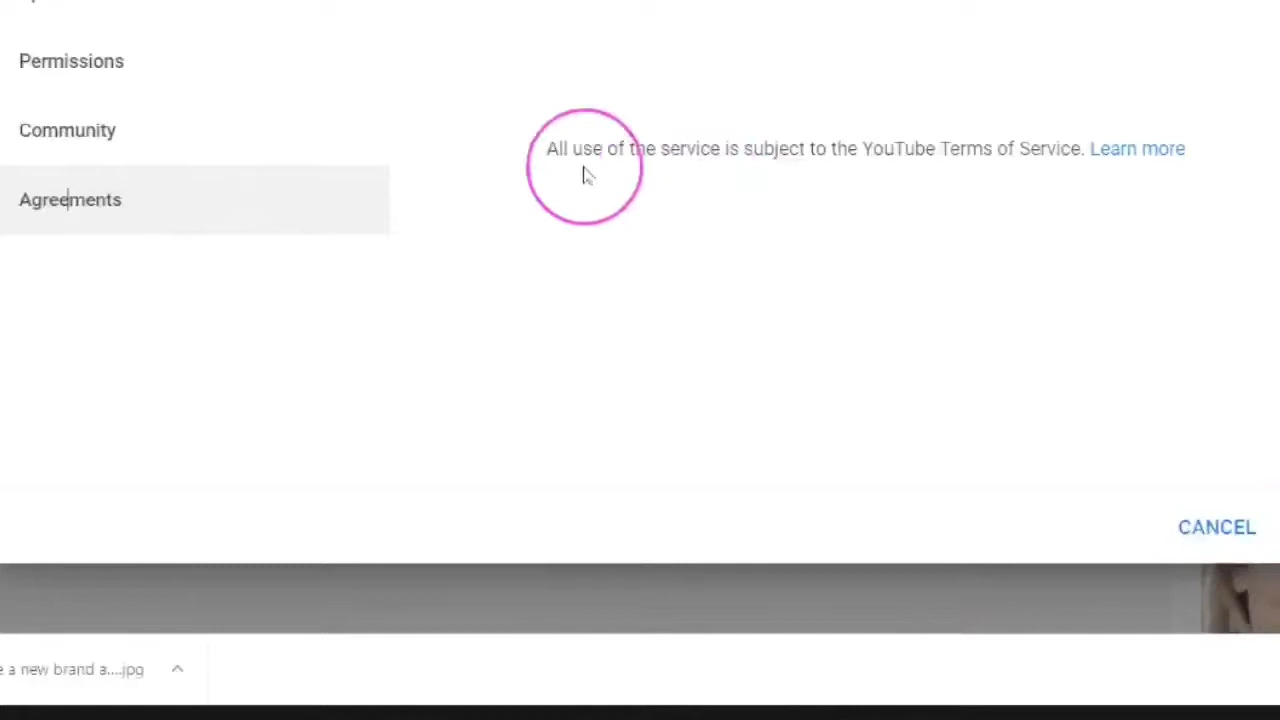 Permissions
Community
All use of the service is subject to the YouTube Terms of Service. Learn more
Agreements
CANCEL
a new brand a....jpg